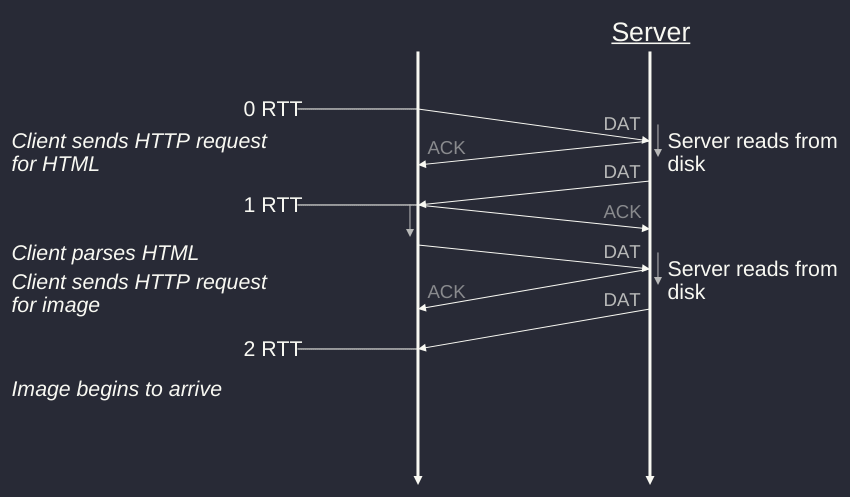 Server
0 RTT
DAT
Client sends HTTP request
for HTML
ACK
Server reads from
disk
DAT
1 RTT
ACK
Client parses HTML
DAT
Server reads from
disk
Client sends HTTP request
for image
ACK
DAT
2 RTT
Image begins to arrive